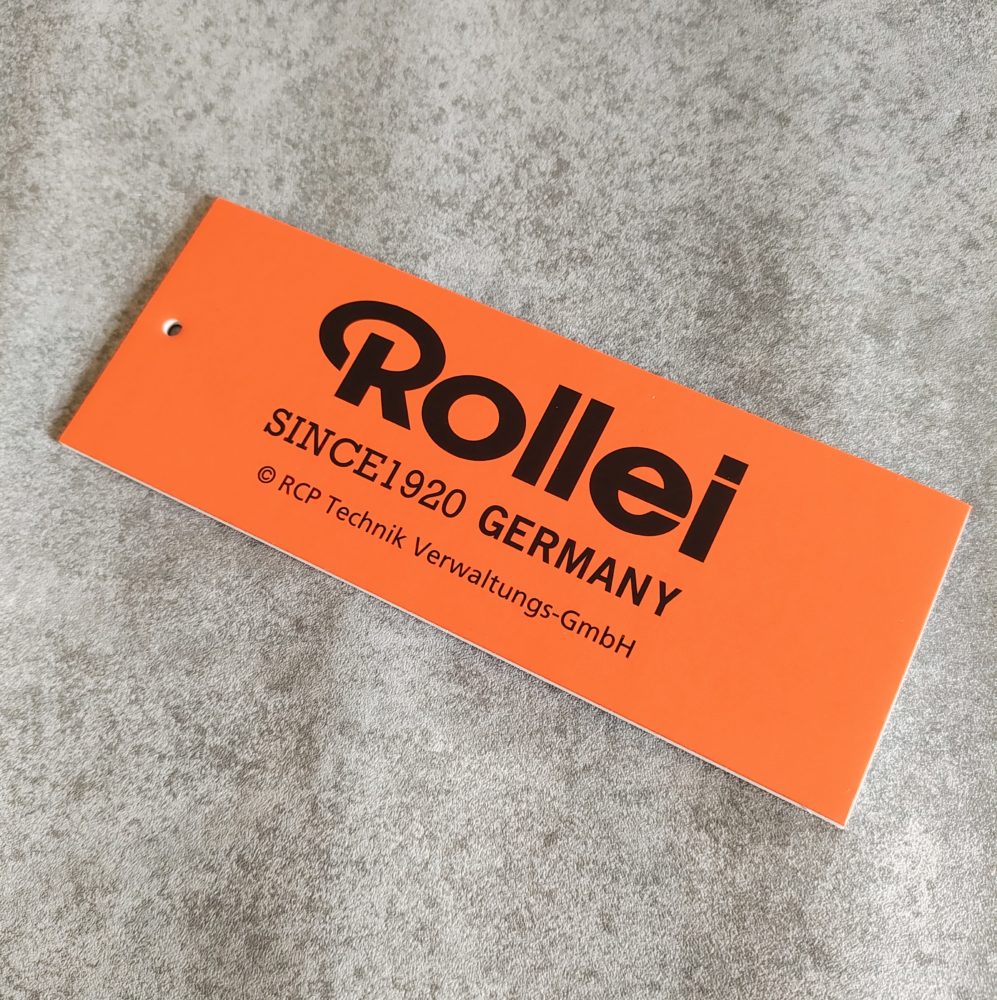 Rollei
SINCE1920 GERMANY
© RCP Technik Verwaltungs-GmbH